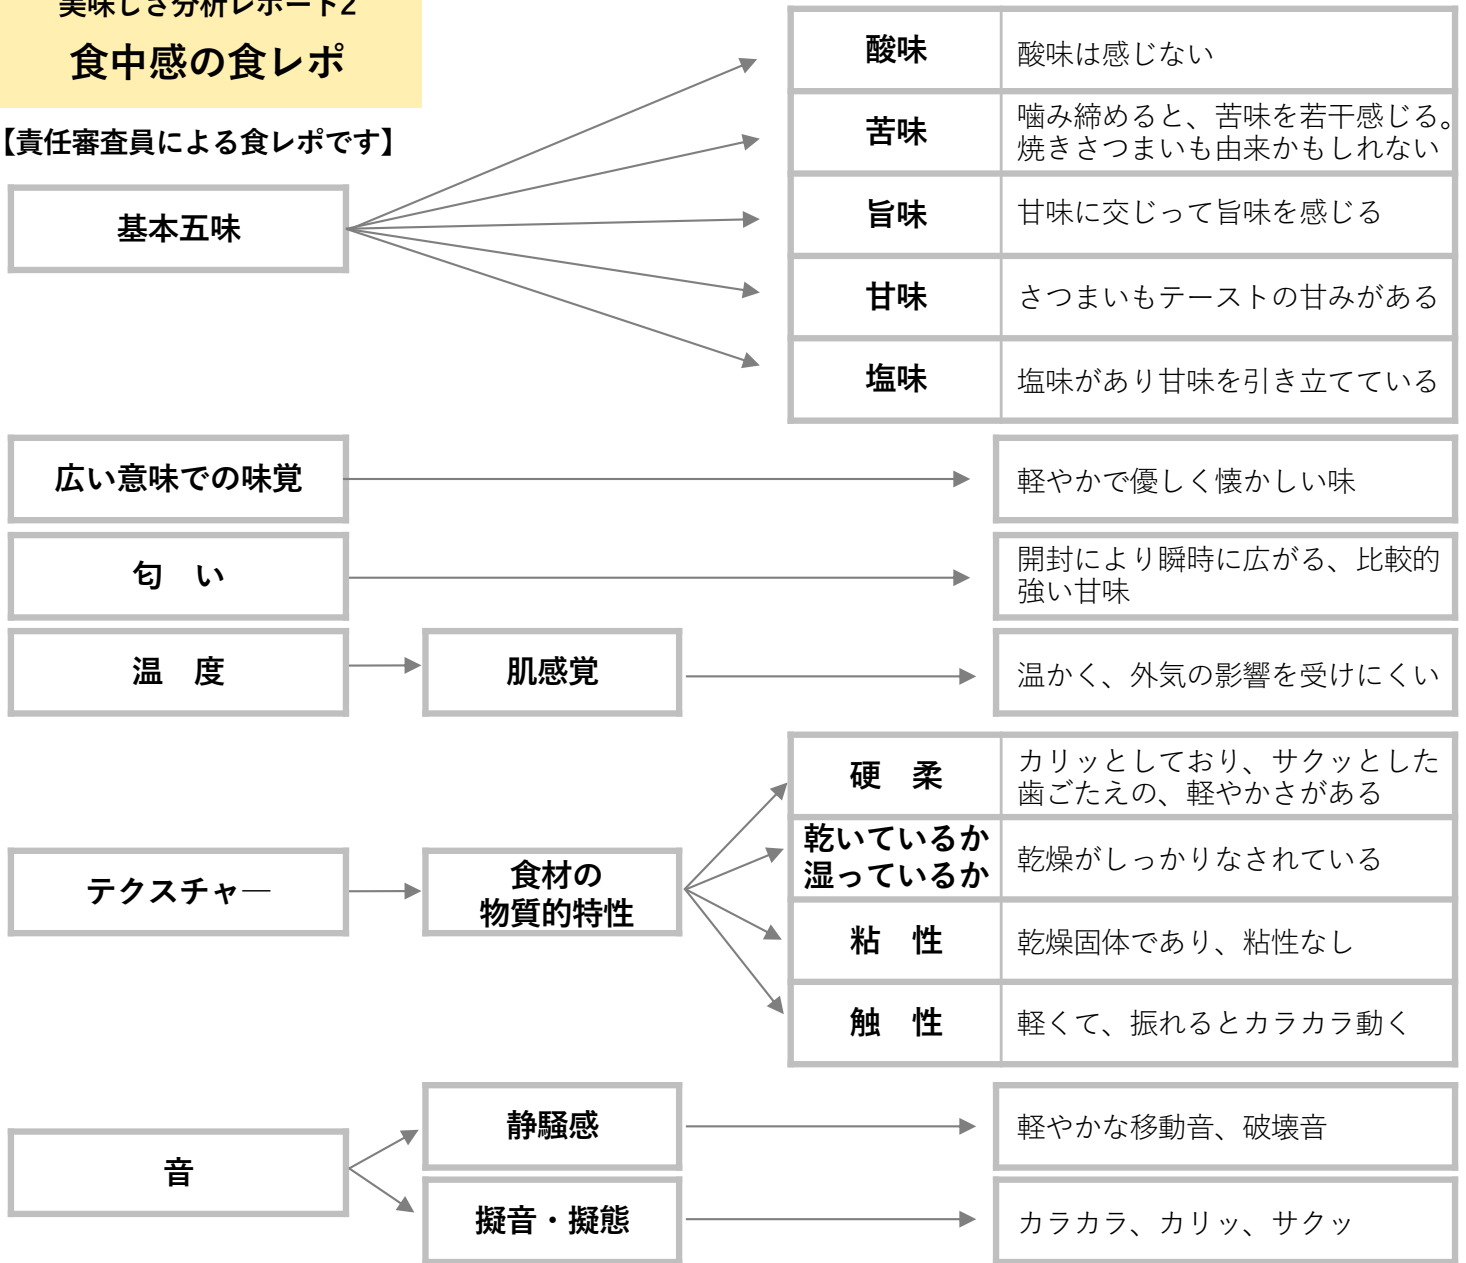 美味しさ分析レポート2
食中感の食レポ
【責任審査員による食レポです】
基本五味
酸味
酸味は感じない
苦味
噛み締めると、苦味を若干感じる。
焼きさつまいも由来かもしれない
旨味
甘味に交じって旨味を感じる
甘味
さつまいもテーストの甘みがある
塩味
塩味があり甘味を引き立てている
広い意味での味覚
軽やかで優しく懐かしい味
匂　い
開封により瞬時に広がる、比較的
強い甘味
温　度
肌感覚
温かく、外気の影響を受けにくい
テクスチャ―
食材の
物質的特性
硬　柔
カリッとしており、サクッとした
歯ごたえの、軽やかさがある
乾いているか
湿っているか
乾燥がしっかりなされている
粘　性
乾燥固体であり、粘性なし
触　性
軽くて、振れるとカラカラ動く
音
静騒感
軽やかな移動音、破壊音
擬音・擬態
カラカラ、カリッ、サクッ